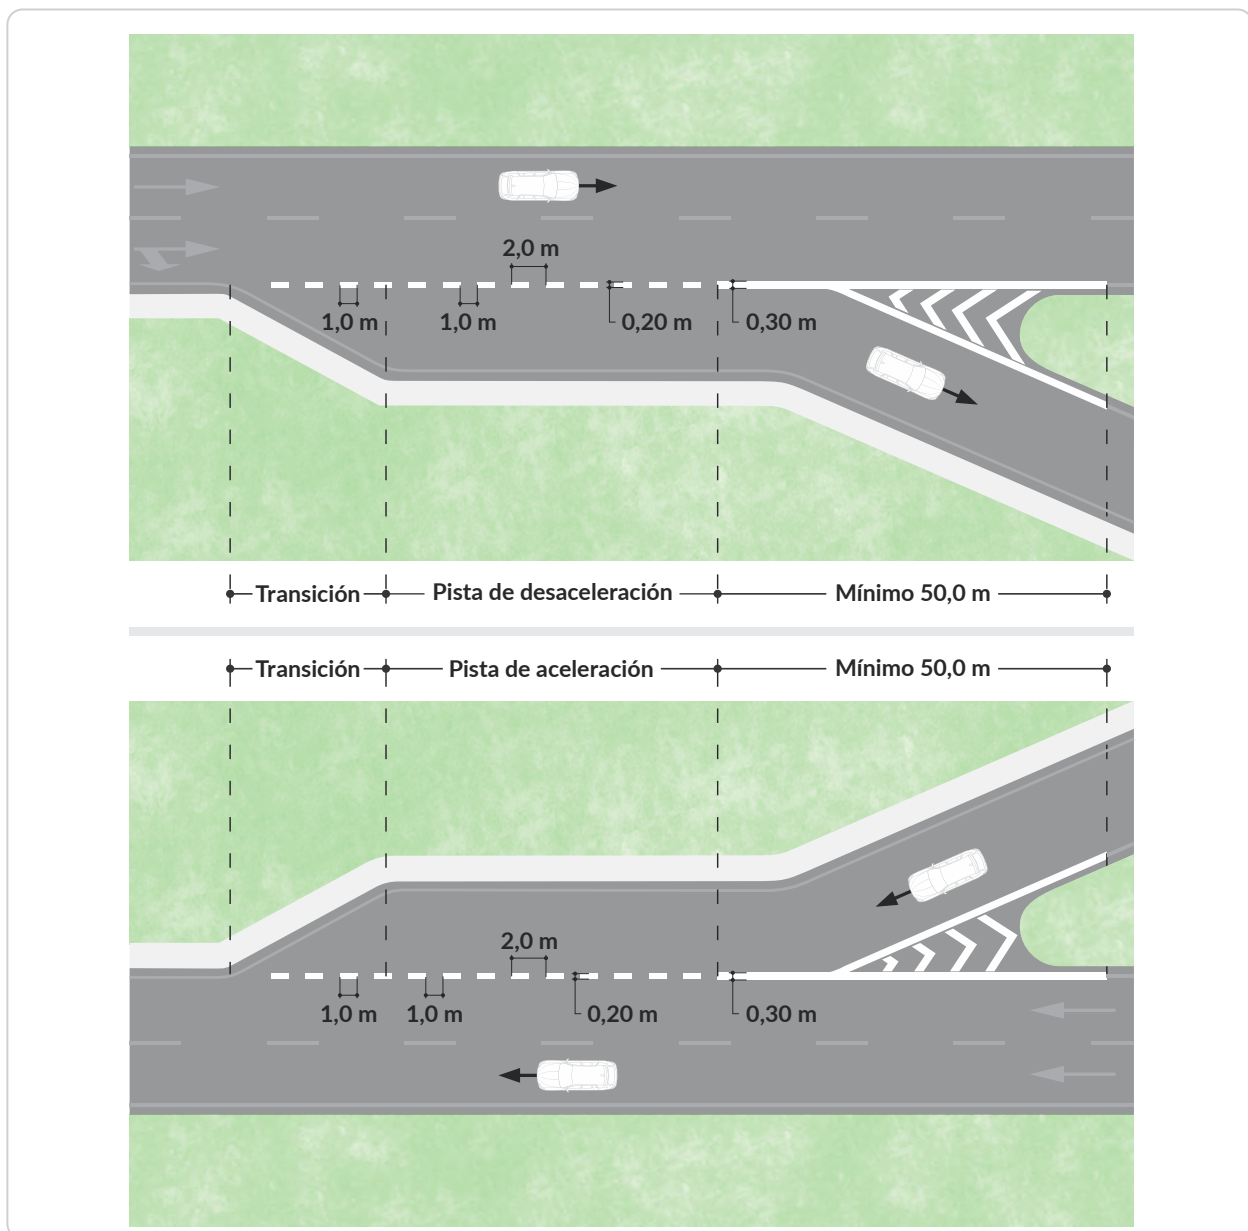 2,0 m
1,0 m
1,0 m
0,20 m
0,30 m
Transición
Pista de desaceleración
Mínimo 50,0 m
Transición
Pista de aceleración
Mínimo 50,0 m
2,0 m
1,0 m
1,0 m
0,20 m
0,30 m